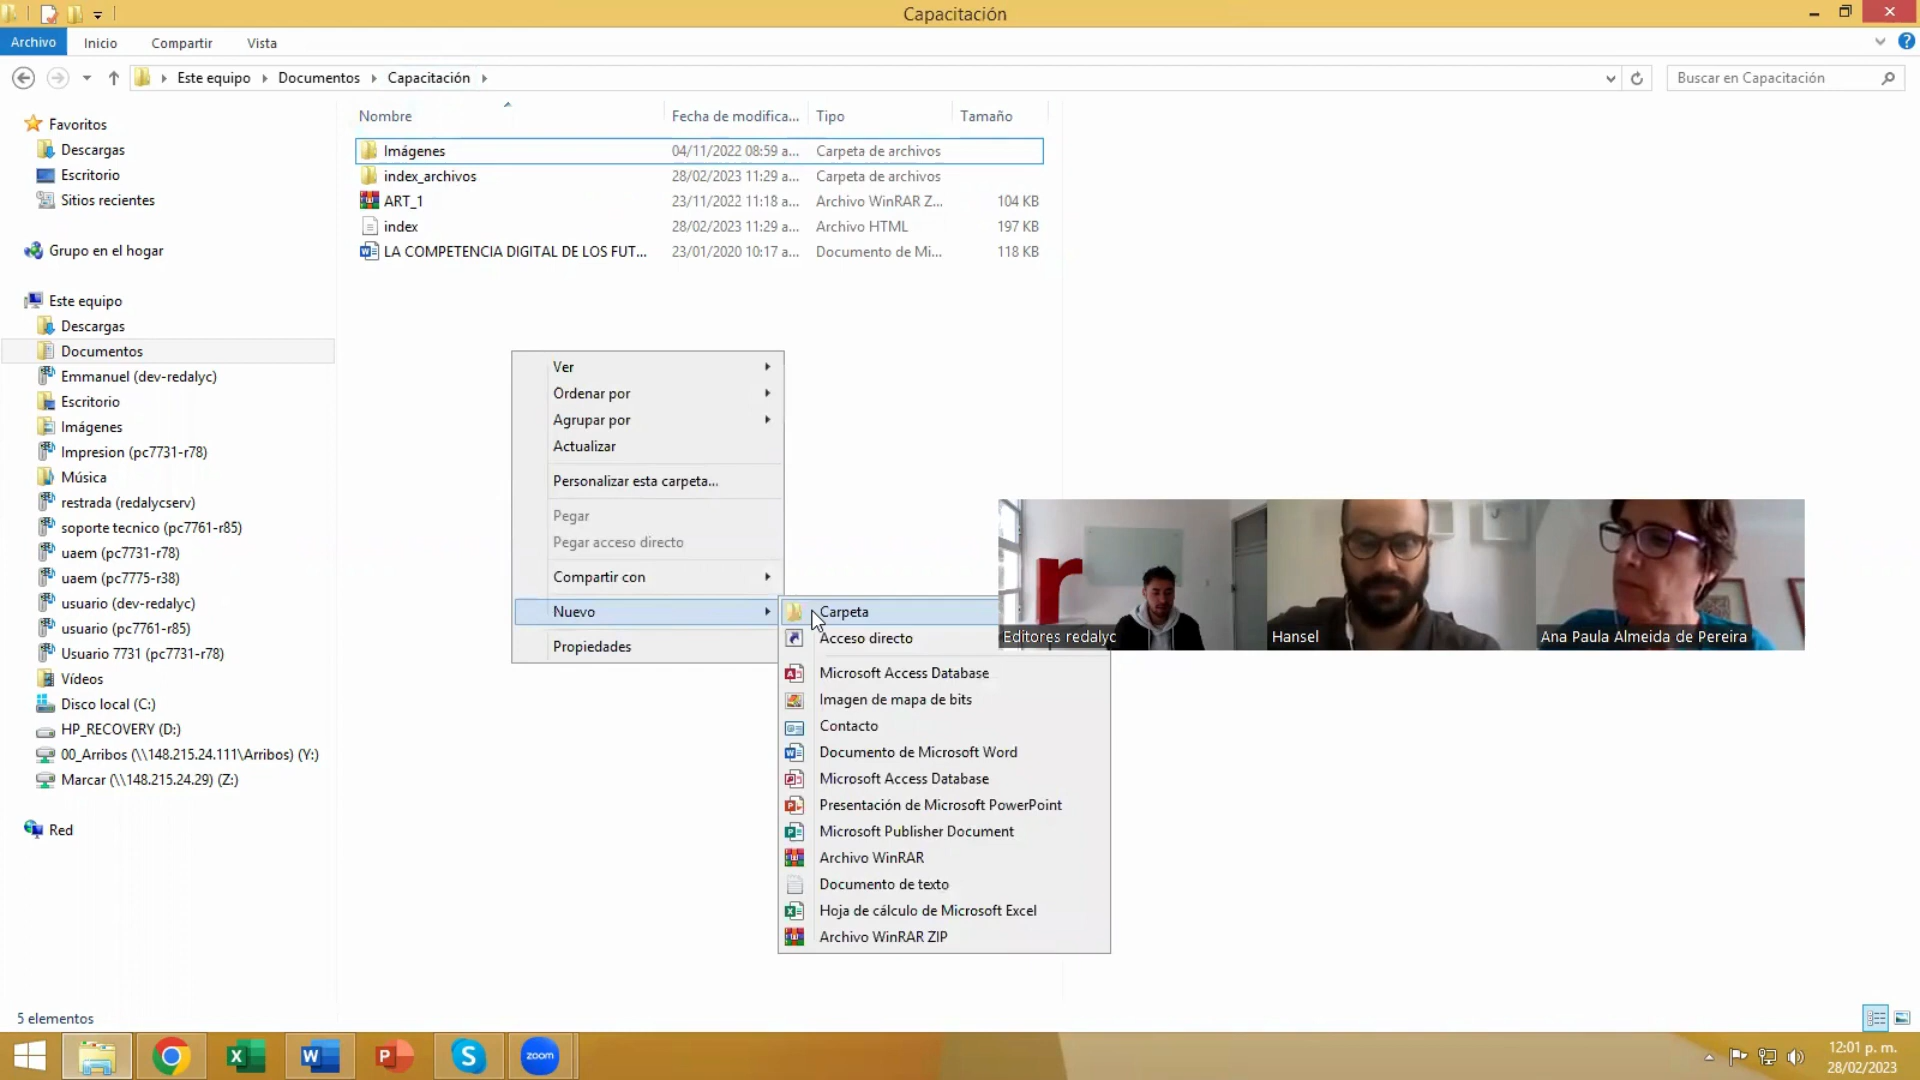 Capacitación
Archivo
Inicio
Compartir
Vista
Este equipo
Documentos
Capacitación
Buscar en Capacitación
Nombre
Fecha de modifica...
Tipo
Tamaño
Imágenes
04/11/2022 08:59 a...
Carpeta de archivos
index_archivos
28/02/2023 11:29 a...
Carpeta de archivos
ART_1
23/11/2022 11:18 a...
Archivo WinRAR Z...
104 KB
index
28/02/2023 11:29 a...
Archivo HTML
197 KB
LA COMPETENCIA DIGITAL DE LOS FUT...
23/01/2020 10:17 a...
Documento de Mi...
118 KB
Favoritos
Descargas
Escritorio
Sitios recientes
Grupo en el hogar
Este equipo
Descargas
Documentos
Emmanuel (dev-redalyc)
Escritorio
Imágenes
Impresion (pc7731-r78)
Música
restrada (redalycserv)
soporte tecnico (pc7761-r85)
uaem (pc7731-r78)
uaem (pc7775-r38)
usuario (dev-redalyc)
usuario (pc7761-r85)
Usuario 7731 (pc7731-r78)
Vídeos
Disco local (C:)
HP_RECOVERY (D:)
00_Arribos (\\148.215.24.111\Arribos) (Y:)
Marcar (\\148.215.24.29) (Z:)
Red
Ver
Ordenar por
Agrupar por
Actualizar
Personalizar esta carpeta...
Pegar
Pegar acceso directo
Compartir con
Nuevo
Propiedades
Carpeta
Acceso directo
Microsoft Access Database
Imagen de mapa de bits
Contacto
Documento de Microsoft Word
Microsoft Access Database
Presentación de Microsoft PowerPoint
Microsoft Publisher Document
Archivo WinRAR
Documento de texto
Hoja de cálculo de Microsoft Excel
Archivo WinRAR ZIP
r
Editores redalyc
Hansel
Ana Paula Almeida de Pereira
5 elementos
zoom
12:01 p. m.
28/02/2023